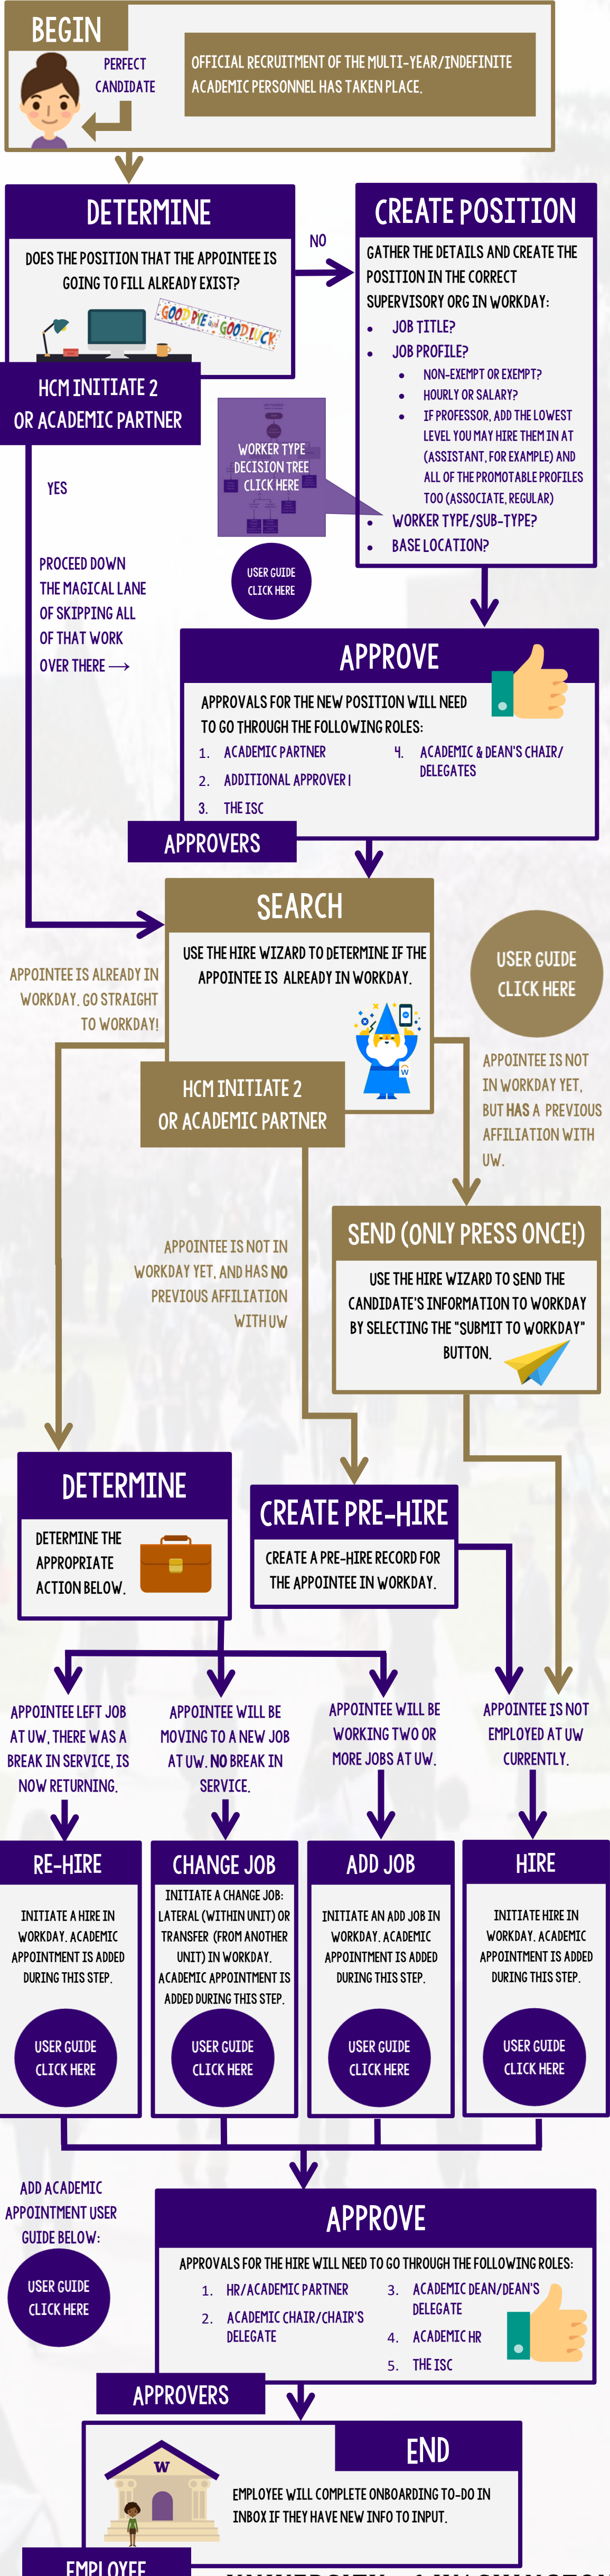 BEGIN
PERFECT
CANDIDATE
OFFICIAL RECRUITMENT OF THE MULTI-YEAR/INDEFINITE
ACADEMIC PERSONNEL HAS TAKEN PLACE.
DETERMINE
DOES THE POSITION THAT THE APPOINTEE IS
GOING TO FILL ALREADY EXIST?
GOOD BYE and GOOD LUCK
HCM INITIATE 2
OR ACADEMIC PARTNER
NO
CREATE POSITION
GATHER THE DETAILS AND CREATE THE
POSITION IN THE CORRECT
SUPERVISORY ORG IN WORKDAY:
• JOB TITLE?
• JOB PROFILE?
• NON-EXEMPT OR EXEMPT?
• HOURLY OR SALARY?
• IF PROFESSOR, ADD THE LOWEST
LEVEL YOU MAY HIRE THEM IN AT
(ASSISTANT, FOR EXAMPLE) AND
ALL OF THE PROMOTABLE PROFILES
TOO (ASSOCIATE, REGULAR)
• WORKER TYPE/SUB-TYPE?
• BASE LOCATION?
WORKER TYPE
DECISION TREE
CLICK HERE
USER GUIDE
CLICK HERE
YES
PROCEED DOWN
THE MAGICAL LANE
OF SKIPPING ALL
OF THAT WORK
OVER THERE →
APPROVE
APPROVALS FOR THE NEW POSITION WILL NEED
TO GO THROUGH THE FOLLOWING ROLES:
1. ACADEMIC PARTNER
2. ADDITIONAL APPROVER 1
3. THE ISC
4. ACADEMIC & DEAN'S CHAIR/
DELEGATES
APPROVERS
SEARCH
USE THE HIRE WIZARD TO DETERMINE IF THE
APPOINTEE IS ALREADY IN WORKDAY.
W
HCM INITIATE 2
OR ACADEMIC PARTNER
USER GUIDE
CLICK HERE
APPOINTEE IS ALREADY IN
WORKDAY. GO STRAIGHT
TO WORKDAY!
APPOINTEE IS NOT
IN WORKDAY YET,
BUT HAS A PREVIOUS
AFFILIATION WITH
UW.
APPOINTEE IS NOT IN
WORKDAY YET, AND HAS NO
PREVIOUS AFFILIATION
WITH UW
SEND (ONLY PRESS ONCE!)
USE THE HIRE WIZARD TO SEND THE
CANDIDATE'S INFORMATION TO WORKDAY
BY SELECTING THE "SUBMIT TO WORKDAY"
BUTTON.
DETERMINE
DETERMINE THE
APPROPRIATE
ACTION BELOW.
CREATE PRE-HIRE
CREATE A PRE-HIRE RECORD FOR
THE APPOINTEE IN WORKDAY.
APPOINTEE LEFT JOB
AT UW, THERE WAS A
BREAK IN SERVICE, IS
NOW RETURNING.
APPOINTEE WILL BE
MOVING TO A NEW JOB
AT UW. NO BREAK IN
SERVICE.
APPOINTEE WILL BE
WORKING TWO OR
MORE JOBS AT UW.
APPOINTEE IS NOT
EMPLOYED AT UW
CURRENTLY.
RE-HIRE
INITIATE A HIRE IN
WORKDAY. ACADEMIC
APPOINTMENT IS ADDED
DURING THIS STEP.
USER GUIDE
CLICK HERE
CHANGE JOB
INITIATE A CHANGE JOB:
LATERAL (WITHIN UNIT) OR
TRANSFER (FROM ANOTHER
UNIT) IN WORKDAY.
ACADEMIC APPOINTMENT IS
ADDED DURING THIS STEP.
USER GUIDE
CLICK HERE
ADD JOB
INITIATE AN ADD JOB IN
WORKDAY. ACADEMIC
APPOINTMENT IS ADDED
DURING THIS STEP.
USER GUIDE
CLICK HERE
HIRE
INITIATE HIRE IN
WORKDAY. ACADEMIC
APPOINTMENT IS ADDED
DURING THIS STEP.
USER GUIDE
CLICK HERE
ADD ACADEMIC
APPOINTMENT USER
GUIDE BELOW:
USER GUIDE
CLICK HERE
APPROVE
APPROVALS FOR THE HIRE WILL NEED TO GO THROUGH THE FOLLOWING ROLES:
1. HR/ACADEMIC PARTNER
2. ACADEMIC CHAIR/CHAIR'S
DELEGATE
3. ACADEMIC DEAN/DEAN'S
DELEGATE
4. ACADEMIC HR
5. THE ISC
APPROVERS
END
W
EMPLOYEE WILL COMPLETE ONBOARDING TO-DO IN
INBOX IF THEY HAVE NEW INFO TO INPUT.
EMPLOYEE